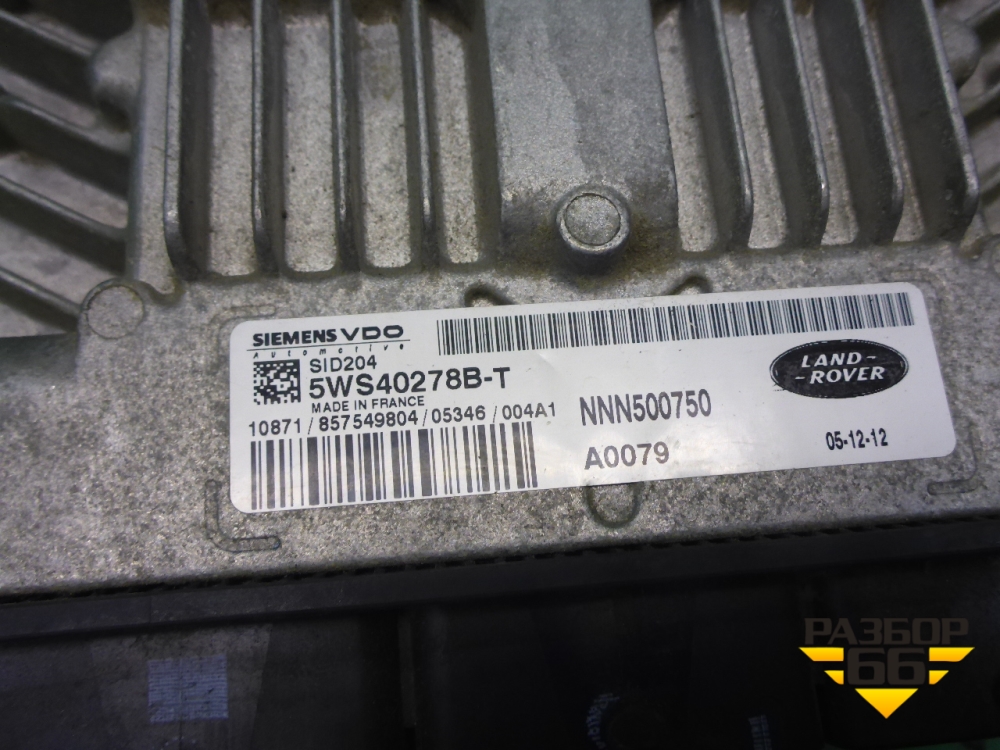 SIEMENS VDO
Automotive
SID204
5WS40278B-T
MADE IN FRANCE
10871 / 857549804 / 05346 / 004A1
NNN500750
A0079
LAND-
-ROVER
05-12-12
РАЗБОР
66